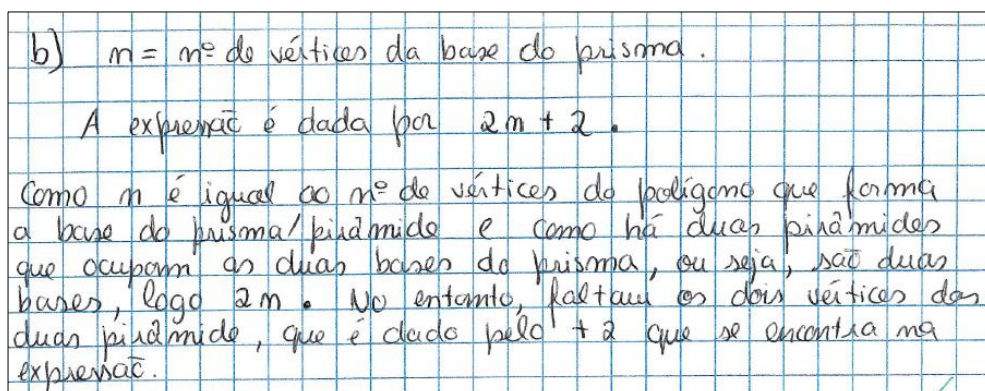 b) n = nº de vértices da base do prisma.
A expressão é dada por 2n + 2.
Como n é igual ao nº de vértices do polígono que forma
a base do prisma/pirâmide e como há duas pirâmides
que ocupam as duas bases do prisma, ou seja, são duas
bases, logo 2n. No entanto, faltam os dois vértices das
duas pirâmide, que é dado pelo +2 que se encontra na
expressão.